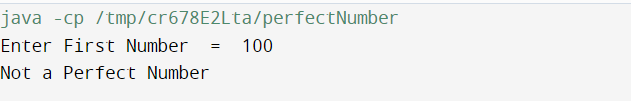 java -cp /tmp/cr678E2Lta/perfectNumber
Enter First Number  =  100
Not a Perfect Number